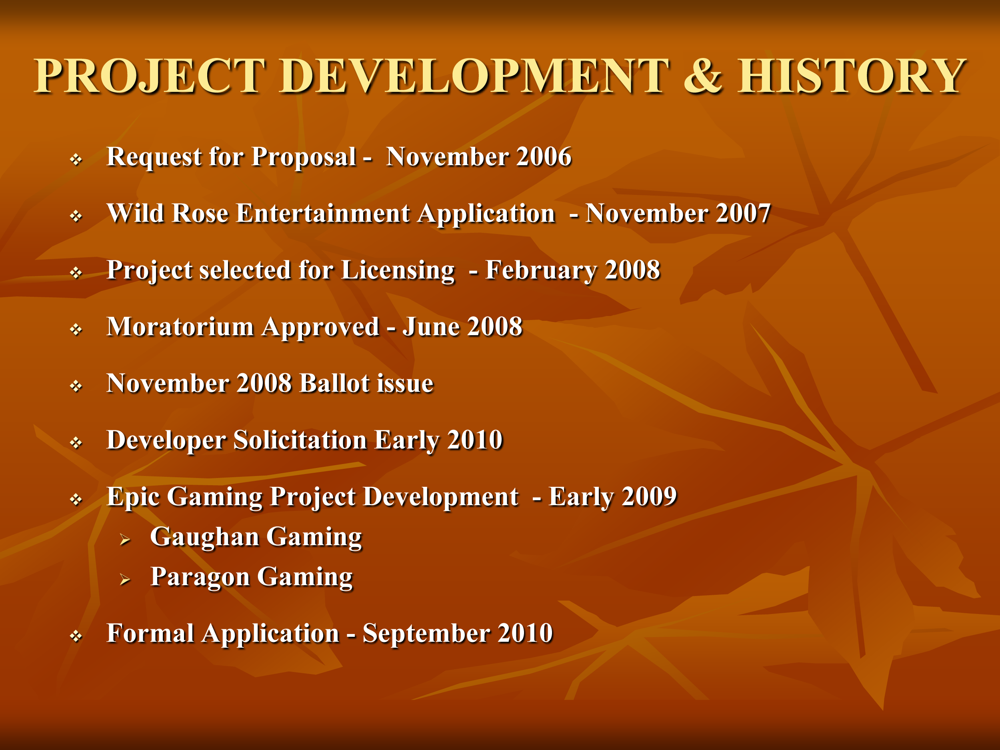 PROJECT DEVELOPMENT & HISTORY
Request for Proposal -  November 2006
Wild Rose Entertainment Application  - November 2007
Project selected for Licensing  - February 2008
Moratorium Approved - June 2008
November 2008 Ballot issue
Developer Solicitation Early 2010
Epic Gaming Project Development  - Early 2009
Gaughan Gaming
Paragon Gaming
Formal Application - September 2010